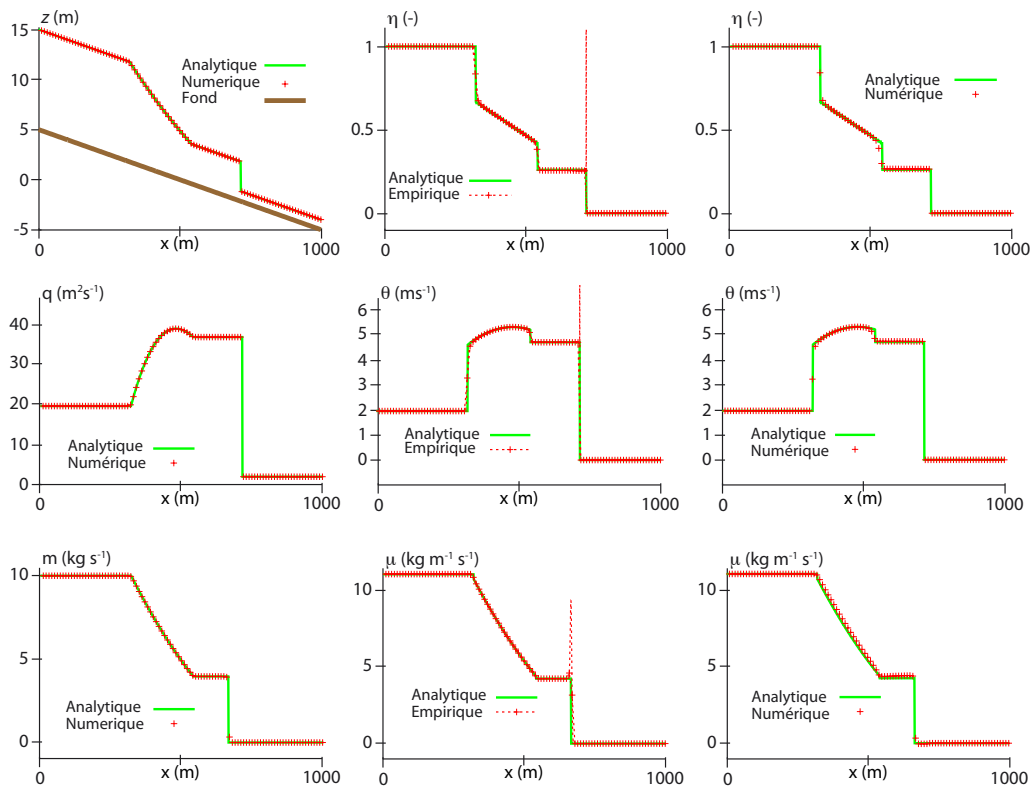 z (m)
15
10
5
0
-5
Analytique
Numerique
Fond
0
x (m)
1000
η (-)
1
0.5
0
Analytique
Empirique
0
x (m)
1000
η (-)
1
0.5
0
Analytique
Numérique
0
x (m)
1000
q (m²s⁻¹)
40
30
20
10
0
Analytique
Numérique
0
x (m)
1000
θ (ms⁻¹)
6
5
4
3
2
1
0
Analytique
Empirique
0
x (m)
1000
θ (ms⁻¹)
6
5
4
3
2
1
0
Analytique
Numérique
0
x (m)
1000
m (kg s⁻¹)
10
5
0
Analytique
Numerique
0
x (m)
1000
μ (kg m⁻¹ s⁻¹)
10
5
0
Analytique
Empirique
0
x (m)
1000
μ (kg m⁻¹ s⁻¹)
10
5
0
Analytique
Numérique
0
x (m)
1000